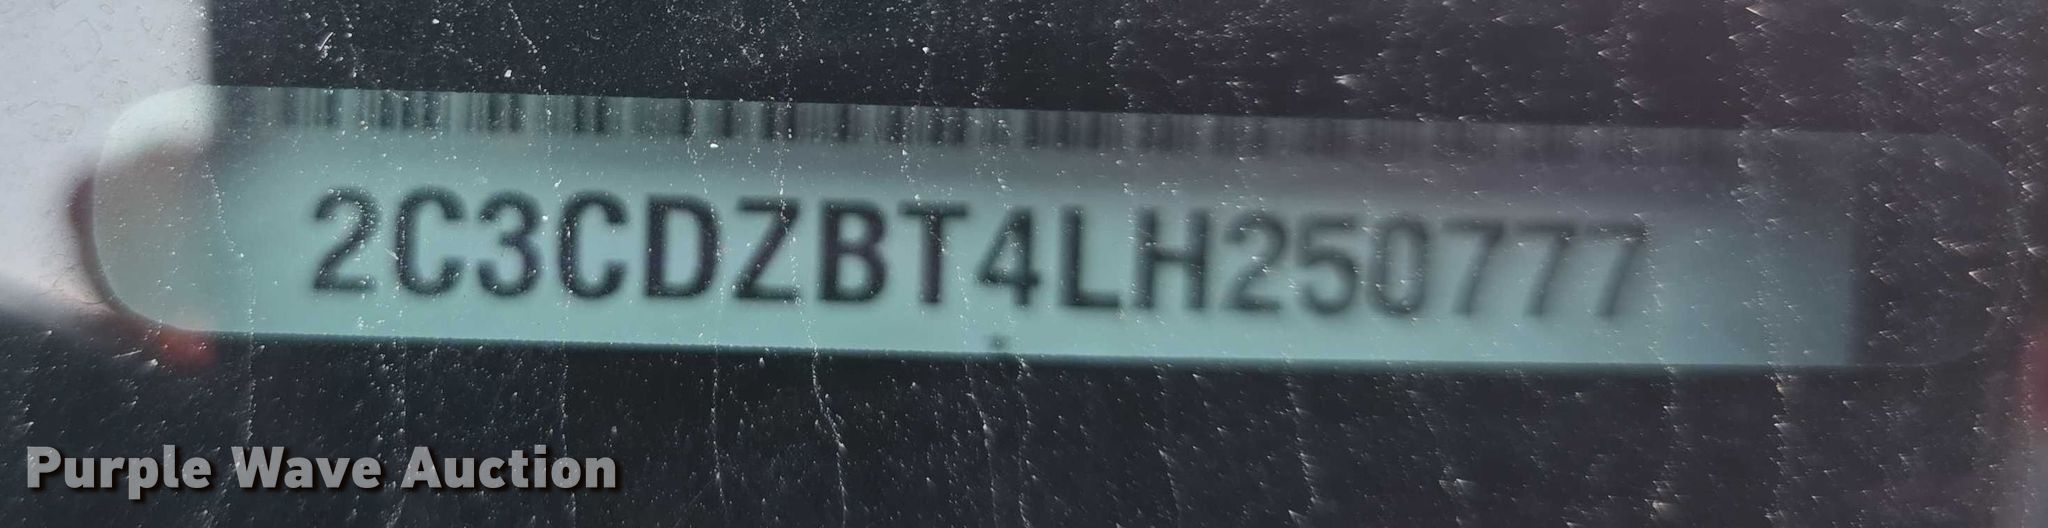 2C3CDZBT4LH250777
Purple Wave Auction